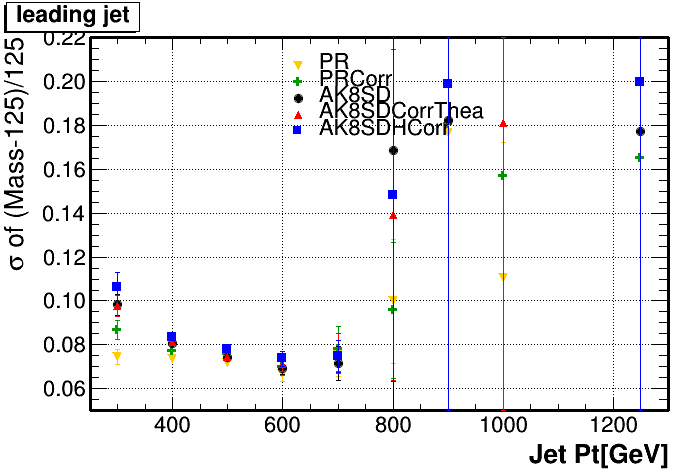 leading jet
σ of (Mass-125)/125
0.22
0.20
0.18
0.16
0.14
0.12
0.10
0.08
0.06
PR
PRCorr
AK8SD
AK8SDCorrThea
AK8SDHCorr
400 600 800 1000 1200
Jet Pt[GeV]